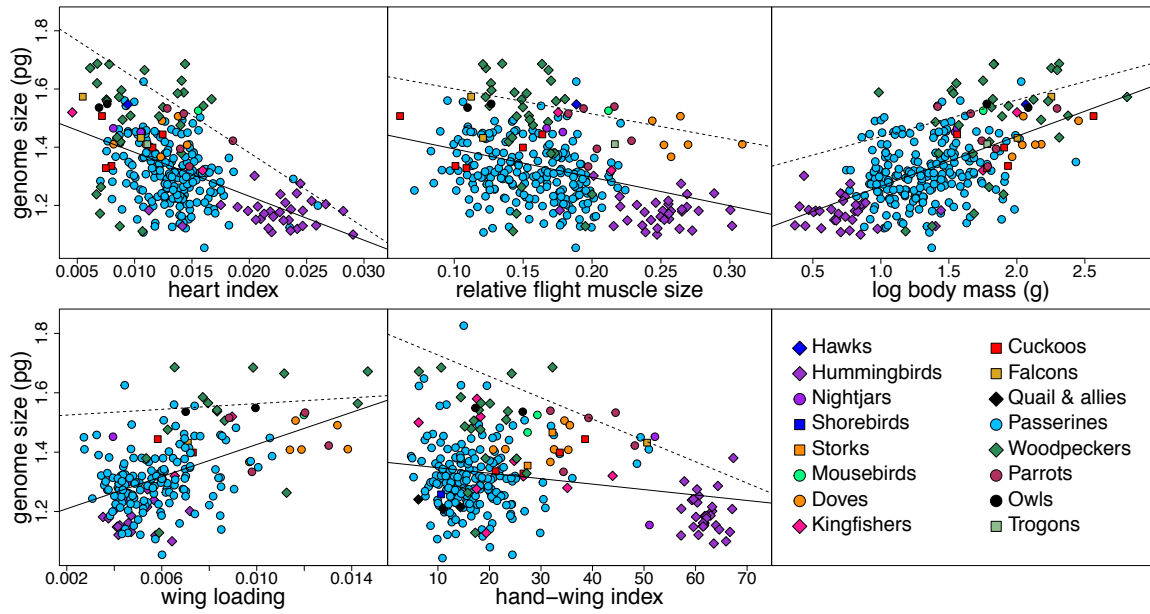 genome size (pg)
1.8
1.6
1.4
1.2
0.005 0.010 0.015 0.020 0.025 0.030
heart index
0.10 0.15 0.20 0.25 0.30
relative flight muscle size
0.5 1.0 1.5 2.0 2.5
log body mass (g)
genome size (pg)
1.8
1.6
1.4
1.2
0.002 0.006 0.010 0.014
wing loading
10 20 30 40 50 60 70
hand−wing index
Hawks
Hummingbirds
Nightjars
Shorebirds
Storks
Mousebirds
Doves
Kingfishers
Cuckoos
Falcons
Quail & allies
Passerines
Woodpeckers
Parrots
Owls
Trogons